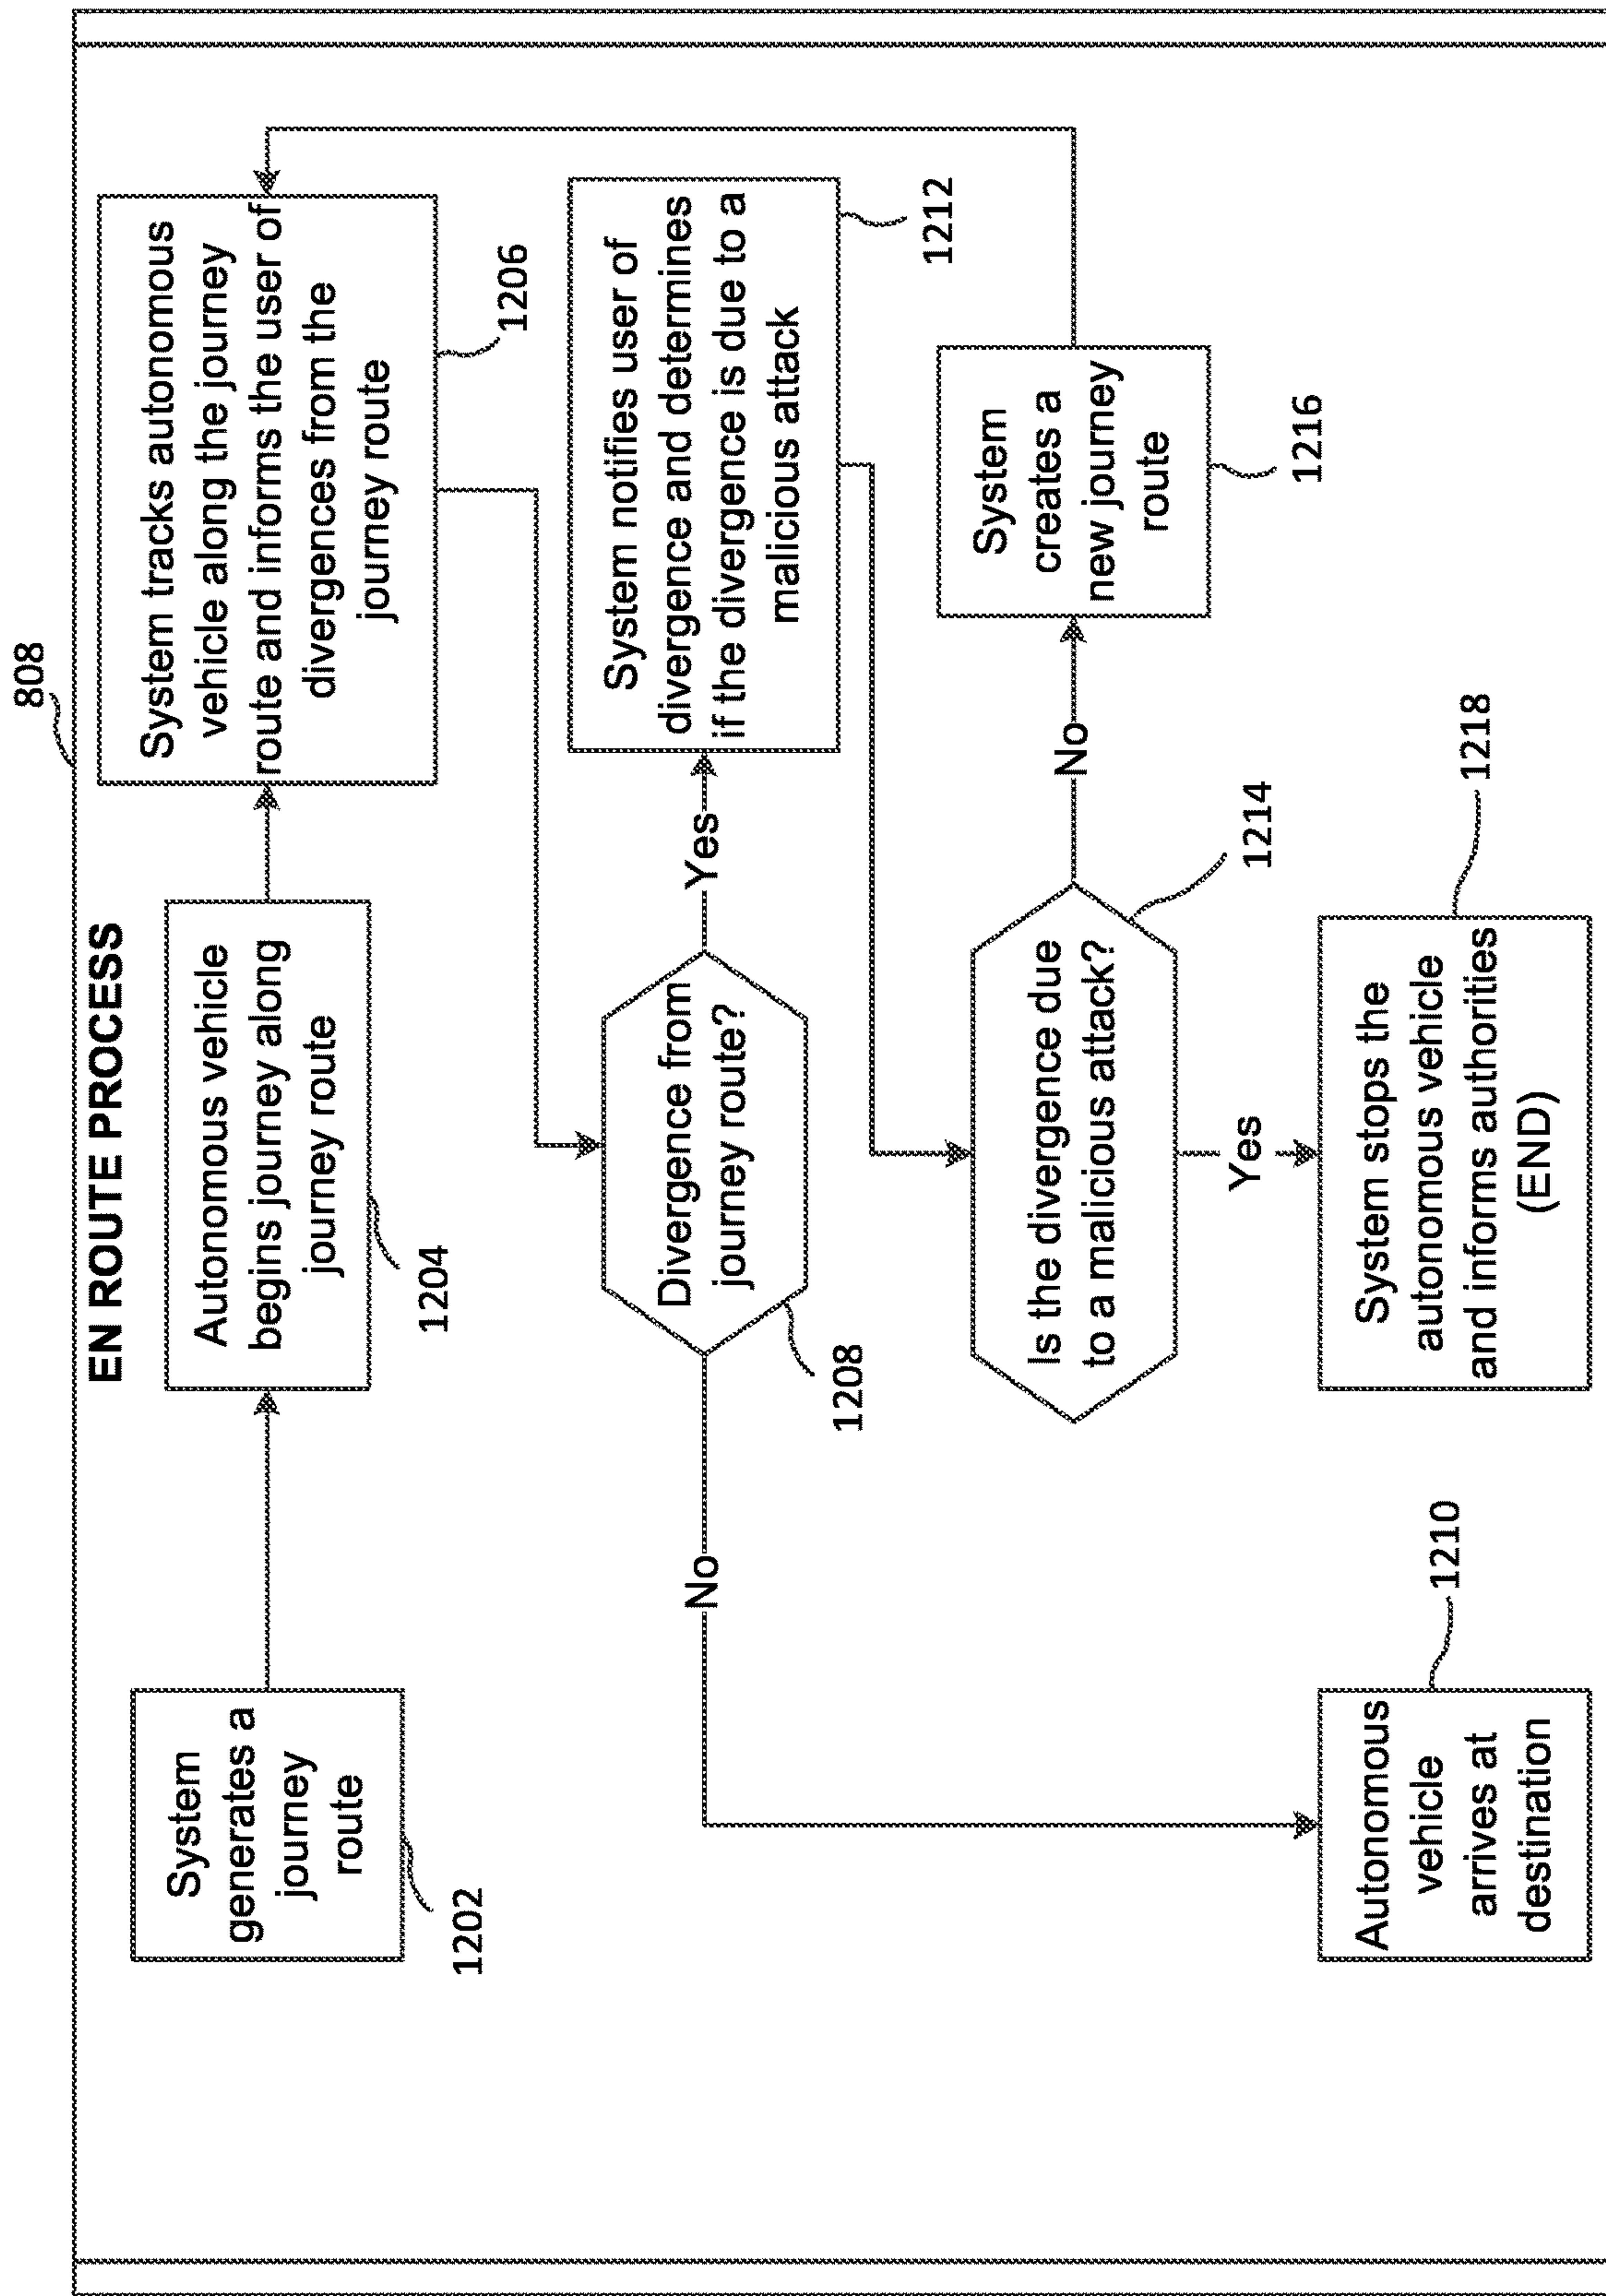 808
EN ROUTE PROCESS
System
generates a
journey
route
1202
Autonomous vehicle
begins journey along
journey route
1204
System tracks autonomous
vehicle along the journey
route and informs the user of
divergences from the
journey route
1206
Divergence from
journey route?
1208
No
Yes
System notifies user of
divergence and determines
if the divergence is due to a
malicious attack
1212
Is the divergence due
to a malicious attack?
1214
No
System
creates a
new journey
route
1216
Yes
Autonomous
vehicle
arrives at
destination
1210
System stops the
autonomous vehicle
and informs authorities
(END)
1218